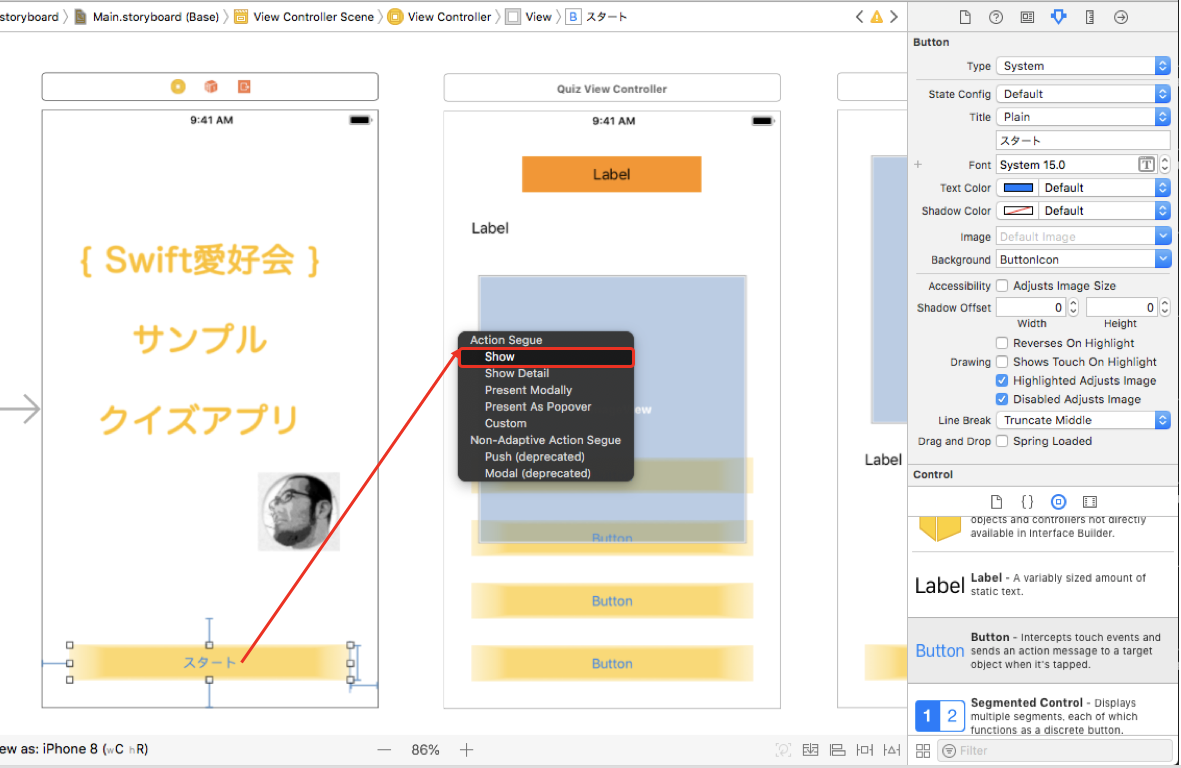 storyboard 〉 Main.storyboard (Base) 〉 View Controller Scene 〉 View Controller 〉 View 〉 B スタート
9:41 AM
{ Swift愛好会 }
サンプル
クイズアプリ
スタート
Quiz View Controller
9:41 AM
Label
Label
Action Segue
Show
Show Detail
Present Modally
Present As Popover
Custom
Non-Adaptive Action Segue
Push (deprecated)
Modal (deprecated)
Button
Button
Button
Label
ew as: iPhone 8 (wC hR)
86%
Button
Type System
State Config Default
Title Plain
スタート
Font System 15.0
Text Color Default
Shadow Color Default
Image Default Image
Background ButtonIcon
Accessibility Adjusts Image Size
Shadow Offset 0 0
Width Height
Reverses On Highlight
Drawing Shows Touch On Highlight
Highlighted Adjusts Image
Disabled Adjusts Image
Line Break Truncate Middle
Drag and Drop Spring Loaded
Control
objects and controllers not directly
available in Interface Builder.
Label
Label - A variably sized amount of
static text.
Button
Button - Intercepts touch events and
sends an action message to a target
object when it's tapped.
1 2
Segmented Control - Displays
multiple segments, each of which
functions as a discrete button.
Filter